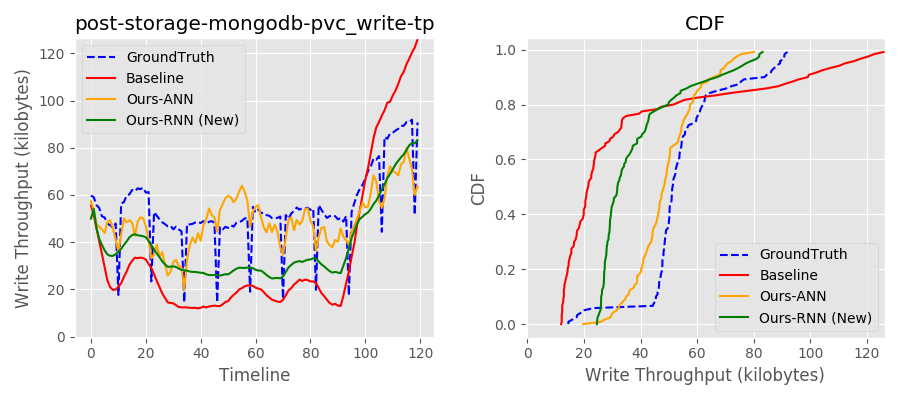 post-storage-mongodb-pvc_write-tp
Write Throughput (kilobytes)
120
100
80
60
40
20
0
GroundTruth
Baseline
Ours-ANN
Ours-RNN (New)
0 20 40 60 80 100 120
Timeline
CDF
CDF
1.0
0.8
0.6
0.4
0.2
0.0
GroundTruth
Baseline
Ours-ANN
Ours-RNN (New)
0 20 40 60 80 100 120
Write Throughput (kilobytes)